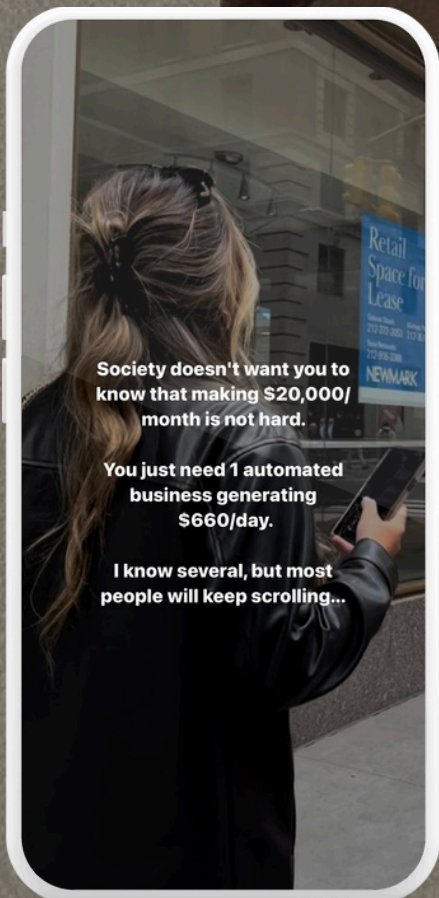 Retail
Space for
Lease
NEWMARK
Society doesn't want you to
know that making $20,000/
month is not hard.
You just need 1 automated
business generating
$660/day.
I know several, but most
people will keep scrolling...